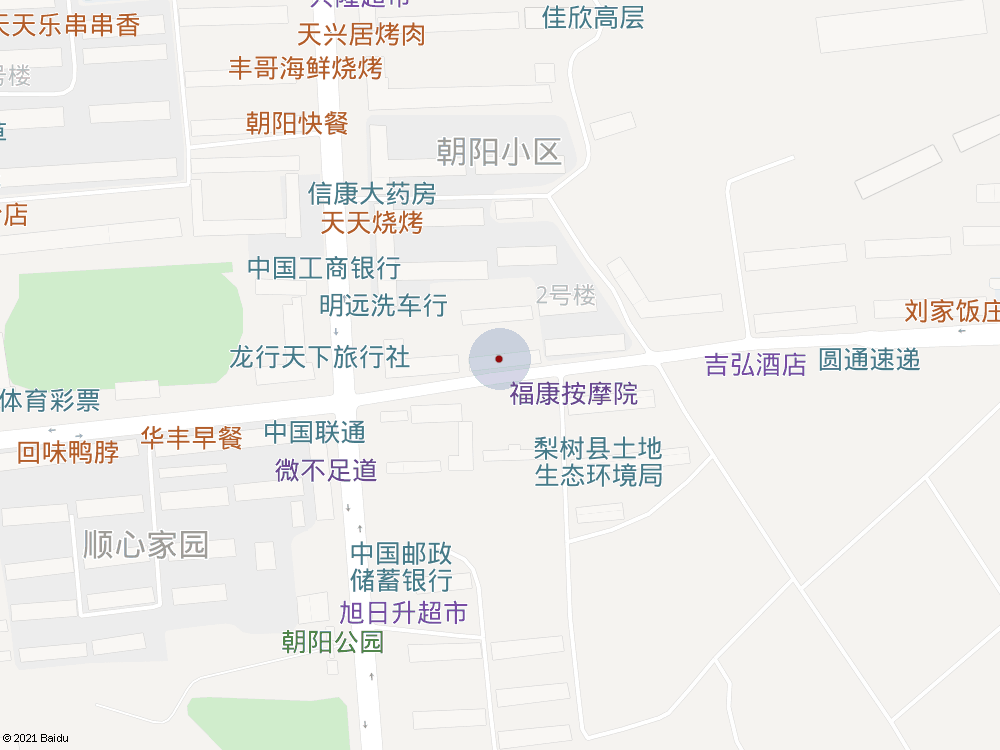 兴隆超市
佳欣高层
天天乐串串香
天兴居烤肉
丰哥海鲜烧烤
号楼
朝阳快餐
朝阳小区
信康大药房
店
天天烧烤
中国工商银行
2号楼
明远洗车行
刘家饭庄
龙行天下旅行社
吉弘酒店
圆通速递
福康按摩院
体育彩票
华丰早餐
中国联通
回味鸭脖
微不足道
梨树县土地
生态环境局
顺心家园
中国邮政
储蓄银行
旭日升超市
朝阳公园
© 2021 Baidu